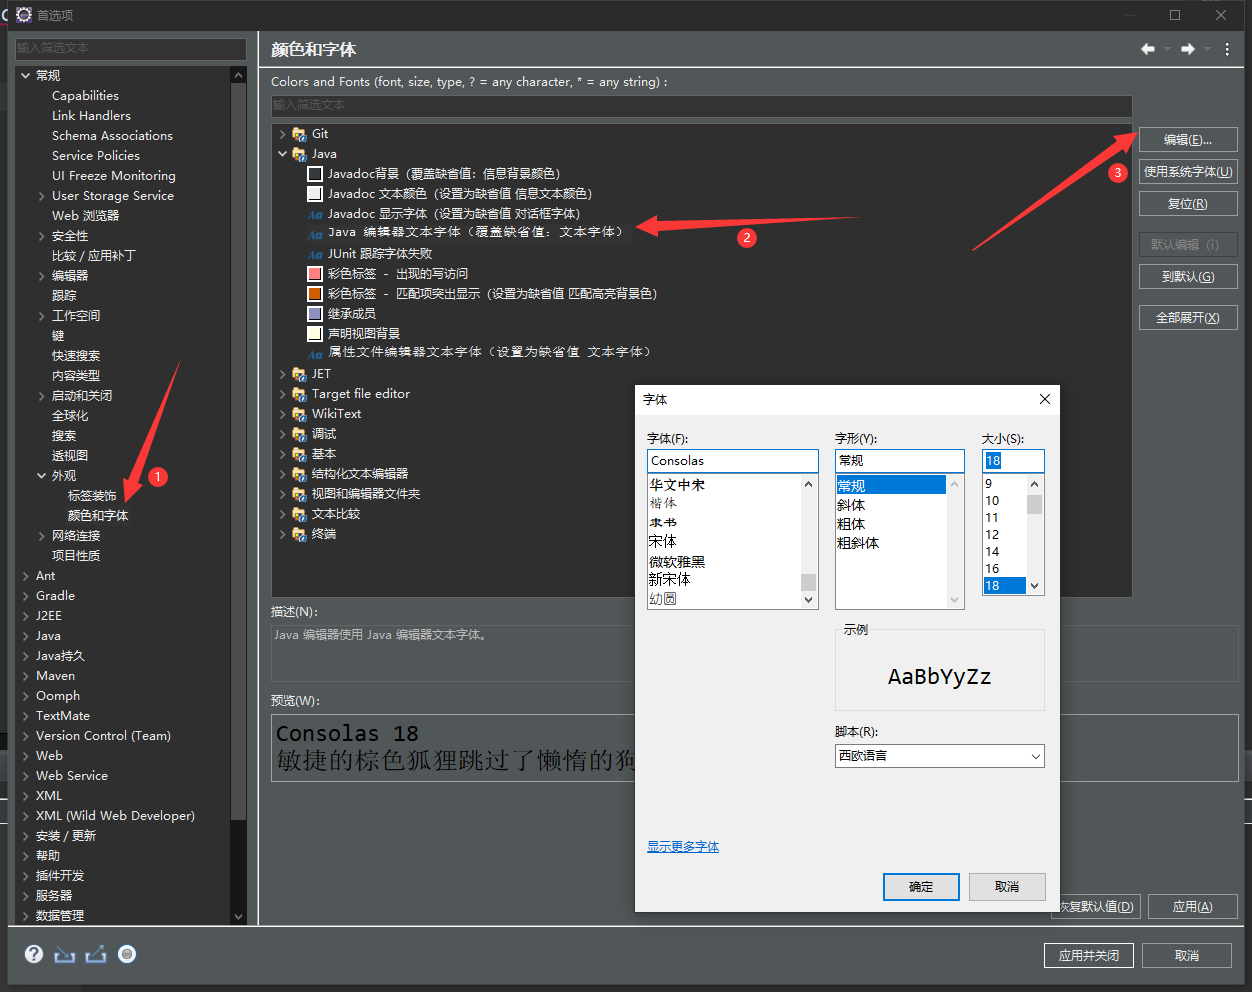 首选项
输入筛选文本
常规
Capabilities
Link Handlers
Schema Associations
Service Policies
UI Freeze Monitoring
User Storage Service
Web 浏览器
安全性
比较 / 应用补丁
编辑器
跟踪
工作空间
键
快速搜索
内容类型
启动和关闭
全球化
搜索
透视图
外观
1
标签装饰
颜色和字体
网络连接
项目性质
Ant
Gradle
J2EE
Java
Java持久
Maven
Oomph
TextMate
Version Control (Team)
Web
Web Service
XML
XML (Wild Web Developer)
安装 / 更新
帮助
插件开发
服务器
数据管理
颜色和字体
Colors and Fonts (font, size, type, ? = any character, * = any string) :
输入筛选文本
Git
Java
Javadoc背景（覆盖缺省值：信息背景颜色）
Javadoc 文本颜色（设置为缺省值 信息文本颜色）
Aa Javadoc 显示字体（设置为缺省值 对话框字体）
Aa Java 编辑器文本字体（覆盖缺省值：文本字体）
2
Aa JUnit 跟踪字体失败
彩色标签 － 出现的写访问
彩色标签 － 匹配项突出显示（设置为缺省值 匹配高亮背景色）
继承成员
声明视图背景
Aa 属性文件编辑器文本字体（设置为缺省值 文本字体）
JET
Target file editor
WikiText
调试
基本
结构化文本编辑器
视图和编辑器文件夹
文本比较
终端
编辑(E)...
3
使用系统字体(U)
复位(R)
默认编辑（i）
到默认(G)
全部展开(X)
描述(N)：
Java 编辑器使用 Java 编辑器文本字体。
预览(W)：
Consolas 18
敏捷的棕色狐狸跳过了懒惰的狗
字体
字体(F):
Consolas
华文中宋
楷体
隶书
宋体
微软雅黑
新宋体
幼圆
字形(Y):
常规
常规
斜体
粗体
粗斜体
大小(S):
18
9
10
11
12
14
16
18
示例
AaBbYyZz
脚本(R):
西欧语言
显示更多字体
确定
取消
恢复默认值(D)
应用(A)
应用并关闭
取消